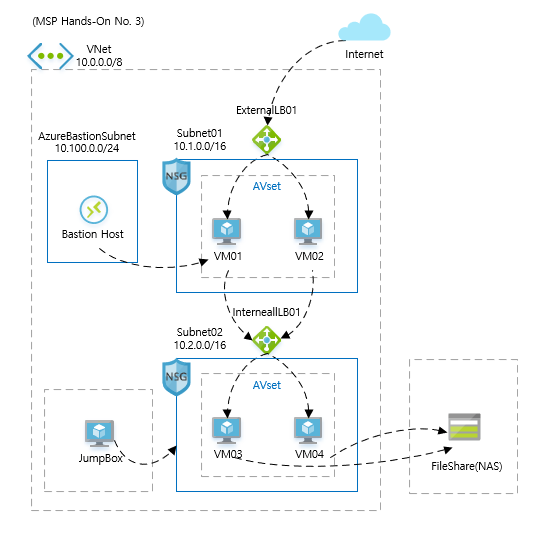 (MSP Hands-On No. 3)
VNet
10.0.0.0/8
Internet
ExternalLB01
AzureBastionSubnet
10.100.0.0/24
Subnet01
10.1.0.0/16
NSG
AVset
Bastion Host
VM01
VM02
InterneallLB01
Subnet02
10.2.0.0/16
NSG
AVset
JumpBox
VM03
VM04
FileShare(NAS)